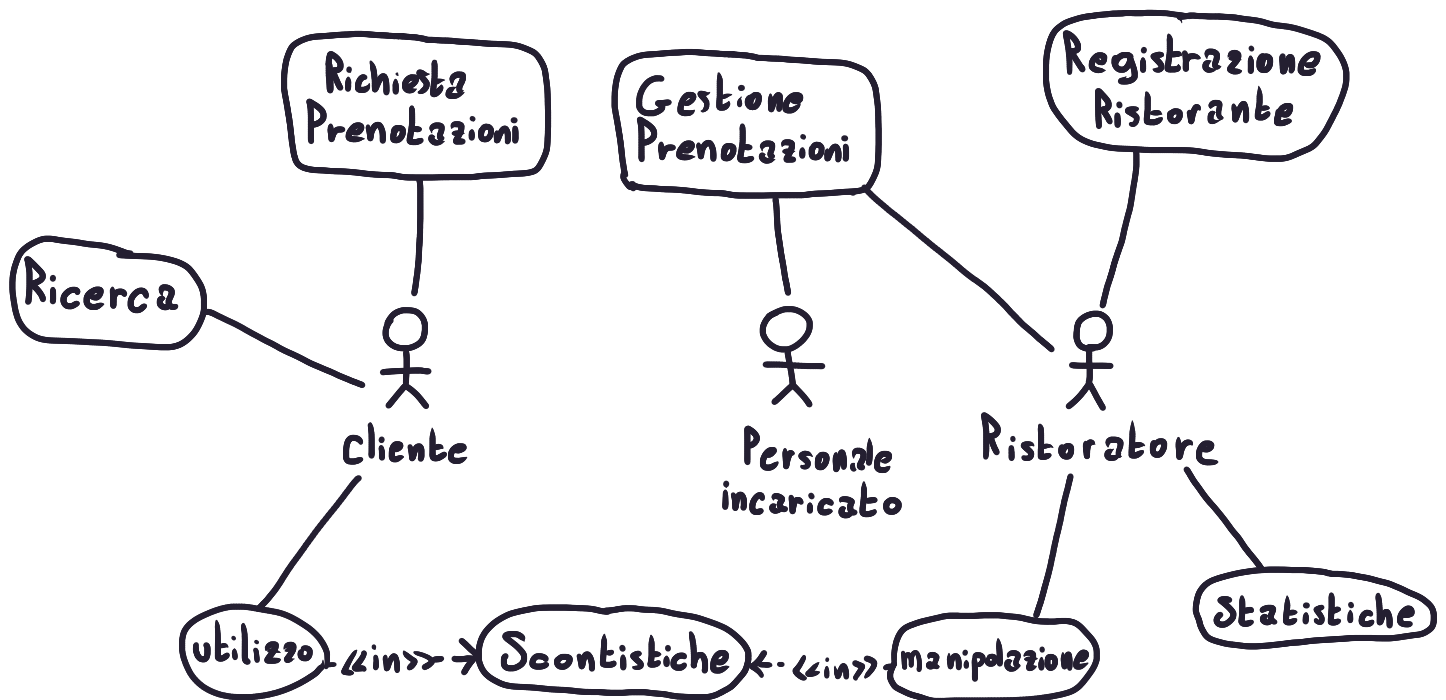 Richiesta
Prenotazioni
Gestione
Prenotazioni
Registrazione
Ristorante
Ricerca
Cliente
Personale
incaricato
Ristoratore
utilizzo
<<in>>
Scontistiche
<<in>>
manipolazione
Statistiche